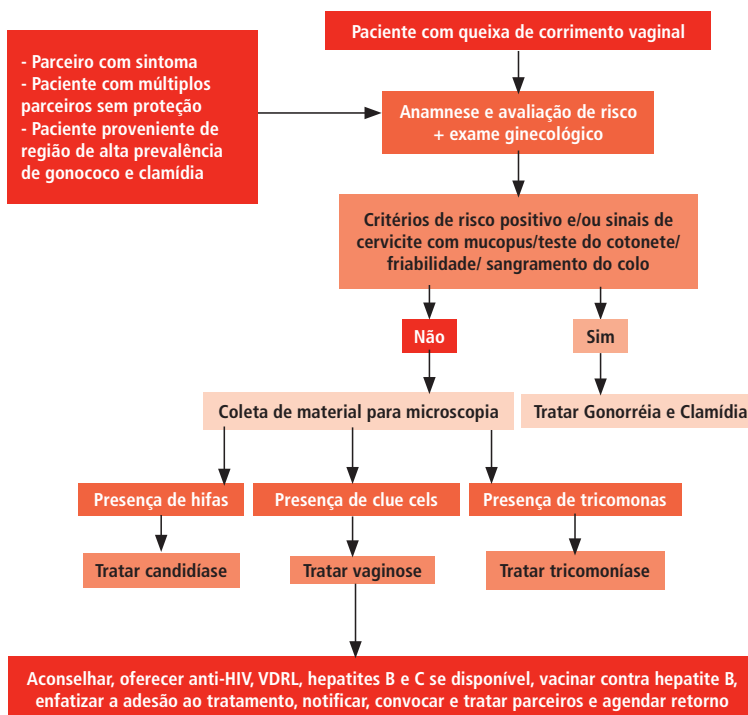 Paciente com queixa de corrimento vaginal
- Parceiro com sintoma
- Paciente com múltiplos
parceiros sem proteção
- Paciente proveniente de
região de alta prevalência
de gonococo e clamídia
Anamnese e avaliação de risco
+ exame ginecológico
Critérios de risco positivo e/ou sinais de
cervicite com mucopus/teste do cotonete/
friabilidade/ sangramento do colo
Não
Sim
Coleta de material para microscopia
Tratar Gonorréia e Clamídia
Presença de hifas
Presença de clue cels
Presença de tricomonas
Tratar candidíase
Tratar vaginose
Tratar tricomoníase
Aconselhar, oferecer anti-HIV, VDRL, hepatites B e C se disponível, vacinar contra hepatite B,
enfatizar a adesão ao tratamento, notificar, convocar e tratar parceiros e agendar retorno